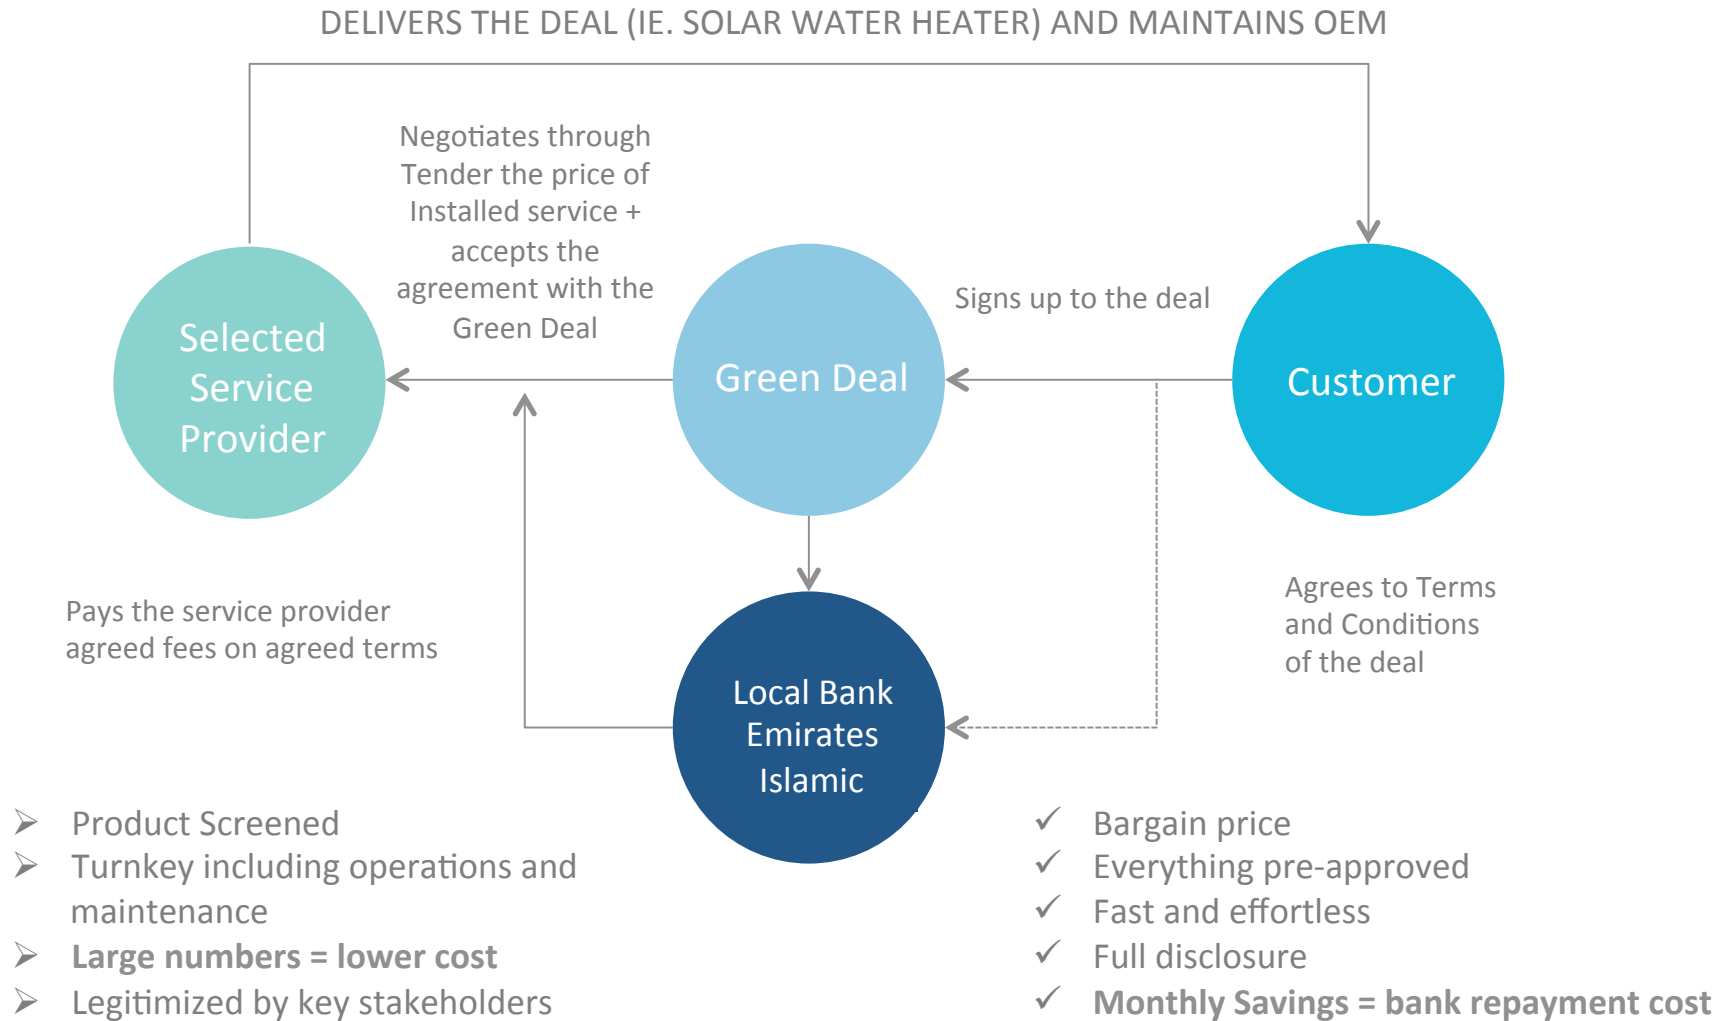 DELIVERS THE DEAL (IE. SOLAR WATER HEATER) AND MAINTAINS OEM
Negotiates through
Tender the price of
Installed service +
accepts the
agreement with the
Green Deal
Signs up to the deal
Selected
Service
Provider
Green Deal
Customer
Pays the service provider
agreed fees on agreed terms
Agrees to Terms
and Conditions
of the deal
Local Bank
Emirates
Islamic
➢ Product Screened
➢ Turnkey including operations and
maintenance
➢ Large numbers = lower cost
➢ Legitimized by key stakeholders
✓ Bargain price
✓ Everything pre-approved
✓ Fast and effortless
✓ Full disclosure
✓ Monthly Savings = bank repayment cost